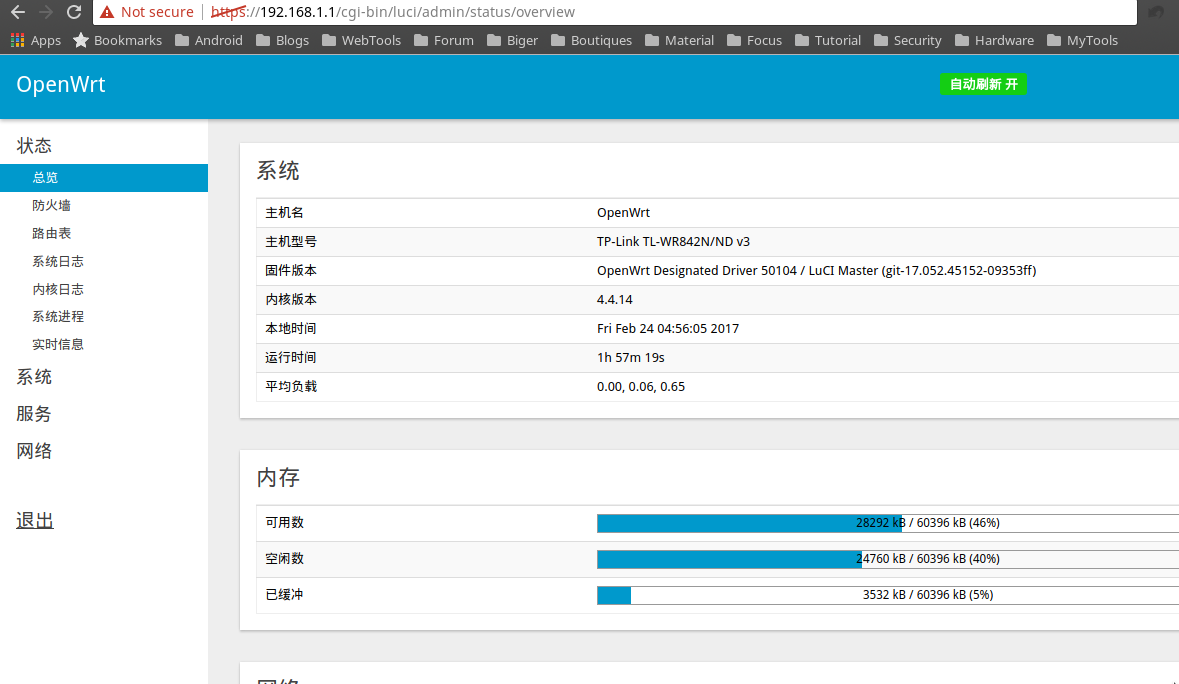 Not secure | https://192.168.1.1/cgi-bin/luci/admin/status/overview
Apps Bookmarks Android Blogs WebTools Forum Biger Boutiques Material Focus Tutorial Security Hardware MyTools
OpenWrt 自动刷新 开
状态
总览
防火墙
路由表
系统日志
内核日志
系统进程
实时信息
系统
服务
网络
退出
系统
主机名 OpenWrt
主机型号 TP-Link TL-WR842N/ND v3
固件版本 OpenWrt Designated Driver 50104 / LuCI Master (git-17.052.45152-09353ff)
内核版本 4.4.14
本地时间 Fri Feb 24 04:56:05 2017
运行时间 1h 57m 19s
平均负载 0.00, 0.06, 0.65
内存
可用数 28292 kB / 60396 kB (46%)
空闲数 24760 kB / 60396 kB (40%)
已缓冲 3532 kB / 60396 kB (5%)
网络